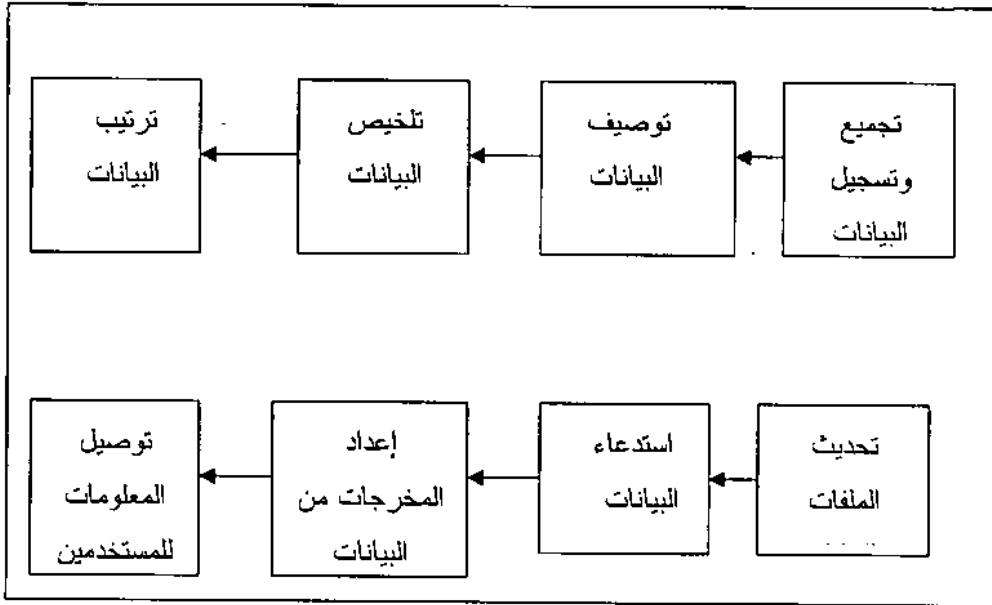 تجميع
وتسجيل
البيانات
توصيف
البيانات
تلخيص
البيانات
ترتيب
البيانات
تحديث
الملفات
استدعاء
البيانات
إعداد
المخرجات من
البيانات
توصيل
المعلومات
للمستخدمين